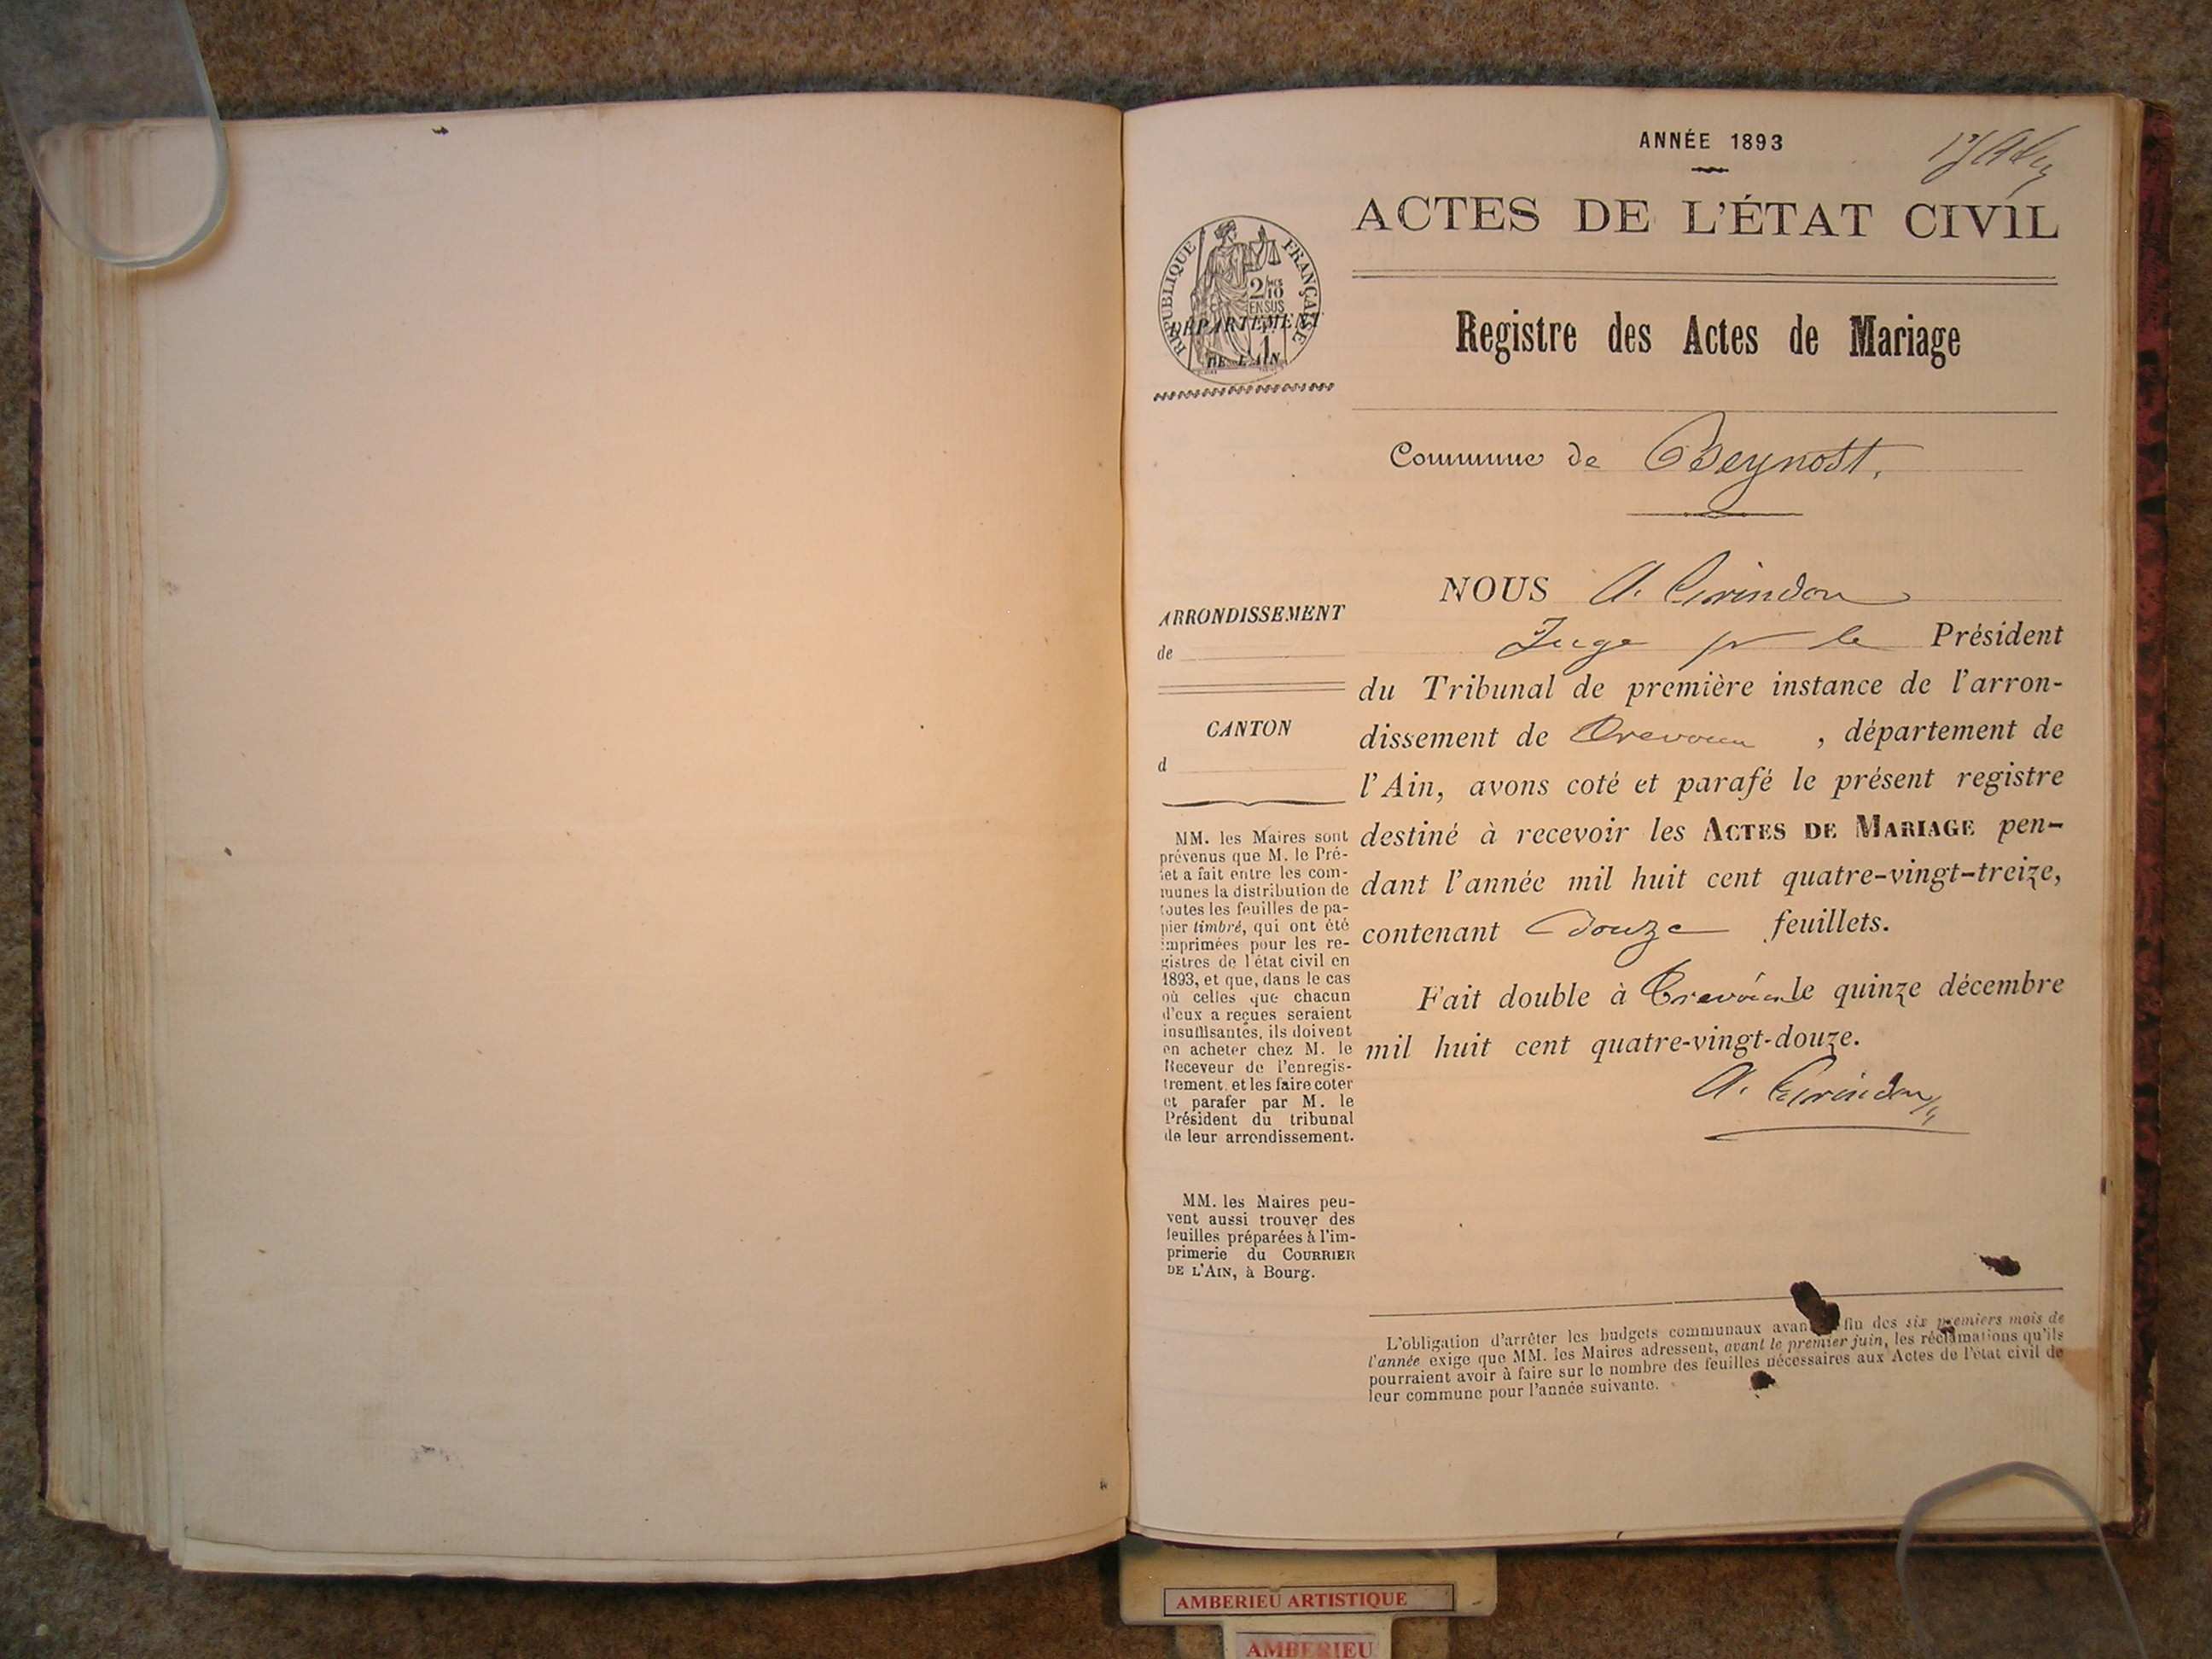 ANNÉE 1893
ACTES DE L'ÉTAT CIVIL
RÉPUBLIQUE FRANÇAISE
2/10 EN SUS
DÉPARTEMENT
DE L'AIN
Registre des Actes de Mariage
Commune de Beynost.
NOUS A. Girindon
Juge pr le Président
du Tribunal de première instance de l'arron-
dissement de Trevoux , département de
l'Ain, avons coté et parafé le présent registre
destiné à recevoir les ACTES DE MARIAGE pen-
dant l'année mil huit cent quatre-vingt-treize,
contenant douze feuillets.
Fait double à Trevoux le quinze décembre
mil huit cent quatre-vingt-douze.
A. Girindon
ARRONDISSEMENT
de
CANTON
d
MM. les Maires sont
prévenus que M. le Pré-
fet a fait entre les com-
munes la distribution de
toutes les feuilles de pa-
pier timbré, qui ont été
imprimées pour les re-
gistres de l'état civil en
1893, et que, dans le cas
où celles que chacun
d'eux a reçues seraient
insuffisantes, ils doivent
en acheter chez M. le
Receveur de l'enregis-
trement, et les faire coter
et parafer par M. le
Président du tribunal
de leur arrondissement.
MM. les Maires peu-
vent aussi trouver des
feuilles préparées à l'im-
primerie du COURRIER
DE L'AIN, à Bourg.
L'obligation d'arrêter les budgets communaux avant fin des six premiers mois de
l'année exige que MM. les Maires adressent, avant le premier juin, les réclamations qu'ils
pourraient avoir à faire sur le nombre des feuilles nécessaires aux Actes de l'état civil de
leur commune pour l'année suivante.
AMBERIEU ARTISTIQUE
AMBERIEU